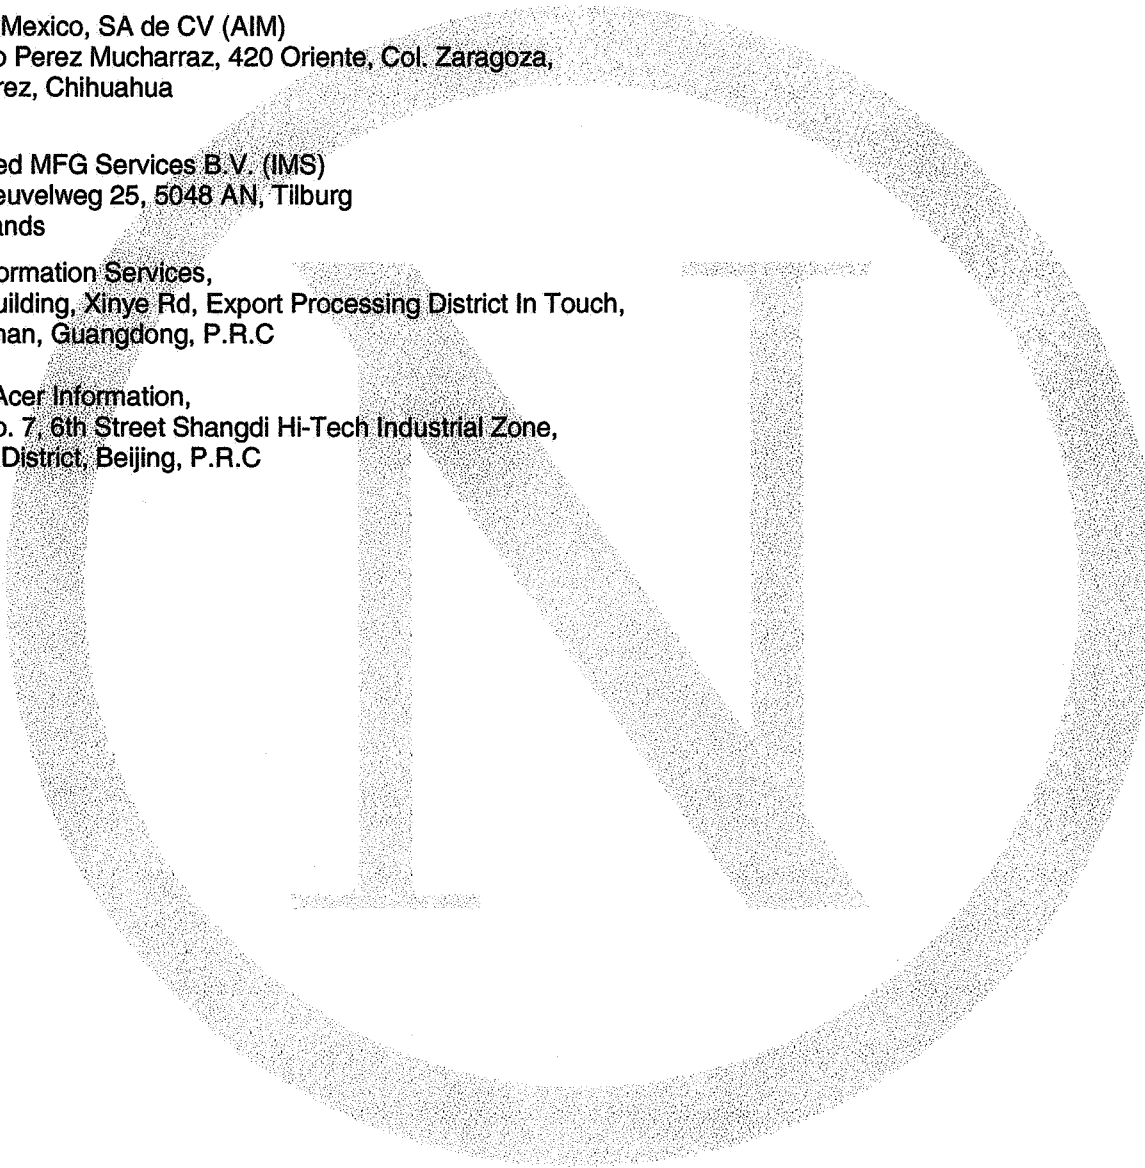 Mexico, SA de CV (AIM)
o Perez Mucharraz, 420 Oriente, Col. Zaragoza,
rez, Chihuahua
ed MFG Services B.V. (IMS)
euvelweg 25, 5048 AN, Tilburg
ands
ormation Services,
uilding, Xinye Rd, Export Processing District In Touch,
nan, Guangdong, P.R.C
Acer Information,
o. 7, 6th Street Shangdi Hi-Tech Industrial Zone,
District, Beijing, P.R.C
N